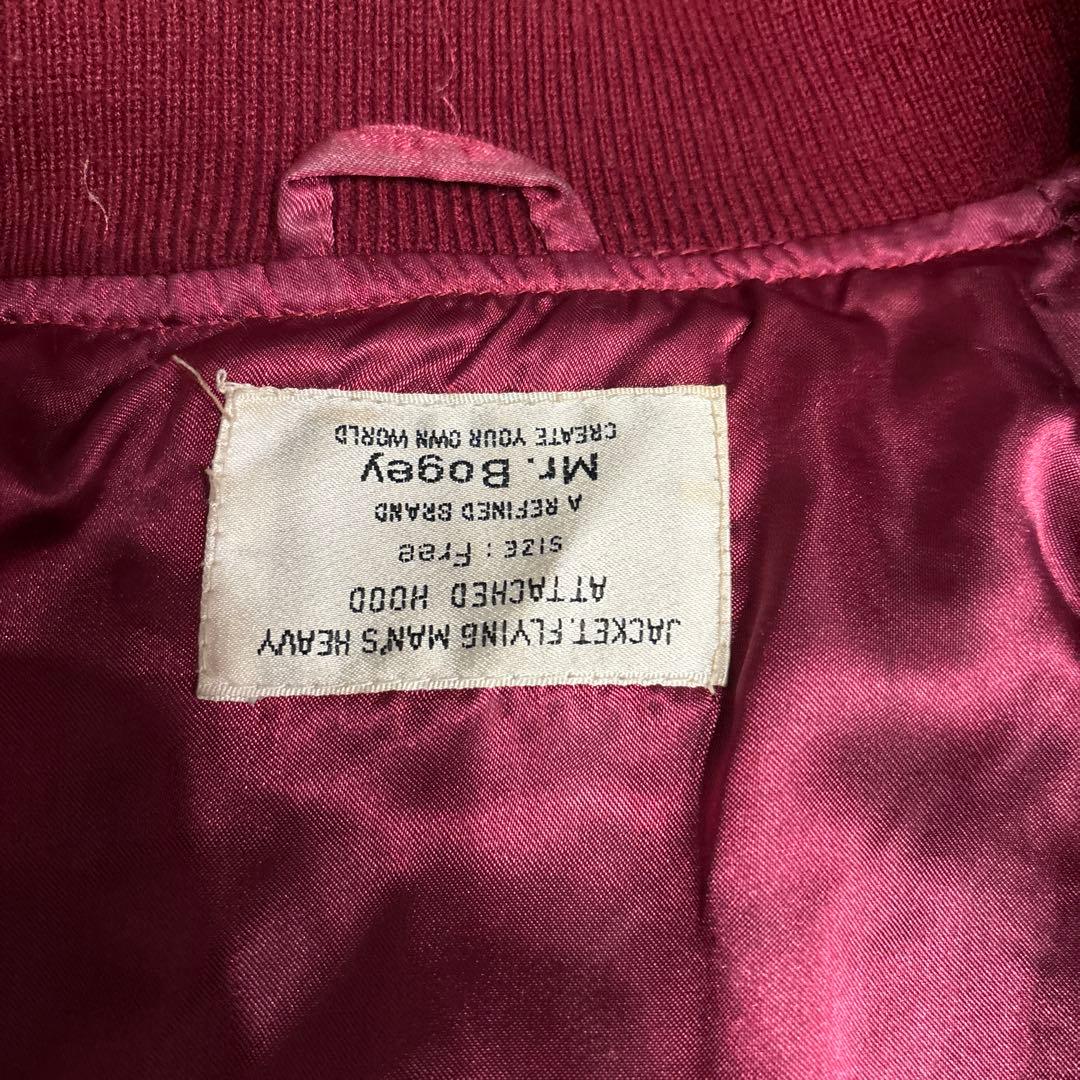 JACKET.FLYING MAN'S HEAVY
ATTACHED HOOD
SIZE : Free
A REFINED BRAND
Mr. Bogey
CREATE YOUR OWN WORLD